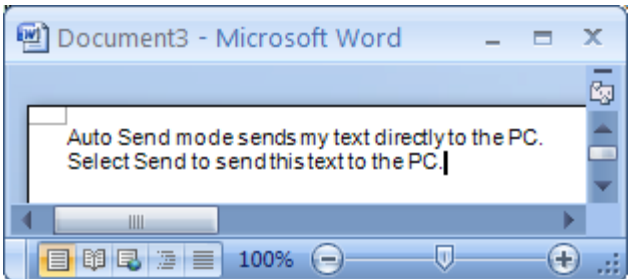 Document3 - Microsoft Word
Auto Send mode sends my text directly to the PC.
Select Send to send this text to the PC.
100%